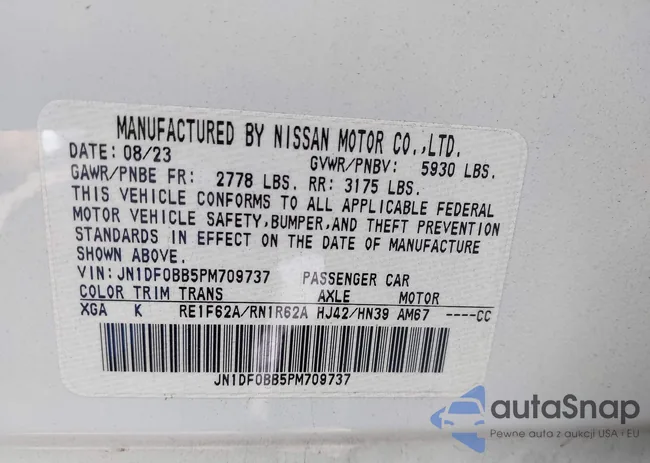 MANUFACTURED BY NISSAN MOTOR CO.,LTD.
DATE: 08/23 GVWR/PNBV: 5930 LBS.
GAWR/PNBE FR: 2778 LBS. RR: 3175 LBS.
THIS VEHICLE CONFORMS TO ALL APPLICABLE FEDERAL
MOTOR VEHICLE SAFETY,BUMPER,AND THEFT PREVENTION
STANDARDS IN EFFECT ON THE DATE OF MANUFACTURE
SHOWN ABOVE.
VIN: JN1DF0BB5PM709737 PASSENGER CAR
COLOR TRIM TRANS AXLE MOTOR
XGA K RE1F62A/RN1R62A HJ42/HN39 AM67 ----CC
JN1DF0BB5PM709737
autaSnap
Pewne auta z aukcji USA i EU